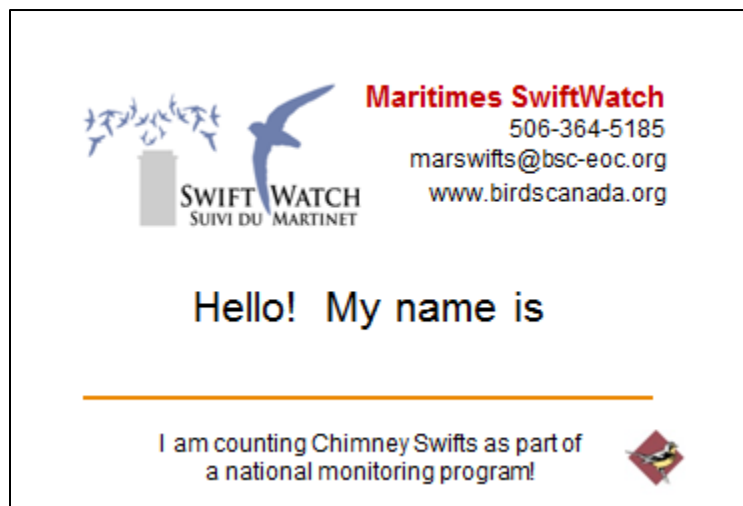 Maritimes SwiftWatch
506-364-5185
marswifts@bsc-eoc.org
www.birdscanada.org
SWIFT WATCH
SUIVI DU MARTINET
Hello! My name is
I am counting Chimney Swifts as part of
a national monitoring program!